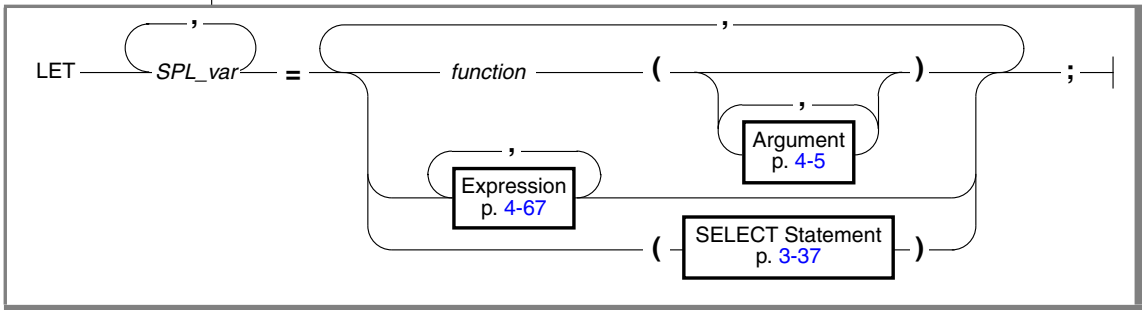 , ,
LET SPL_var = function ( ) ;
,
Argument
p. 4-5
,
Expression
p. 4-67
( SELECT Statement
p. 3-37 )